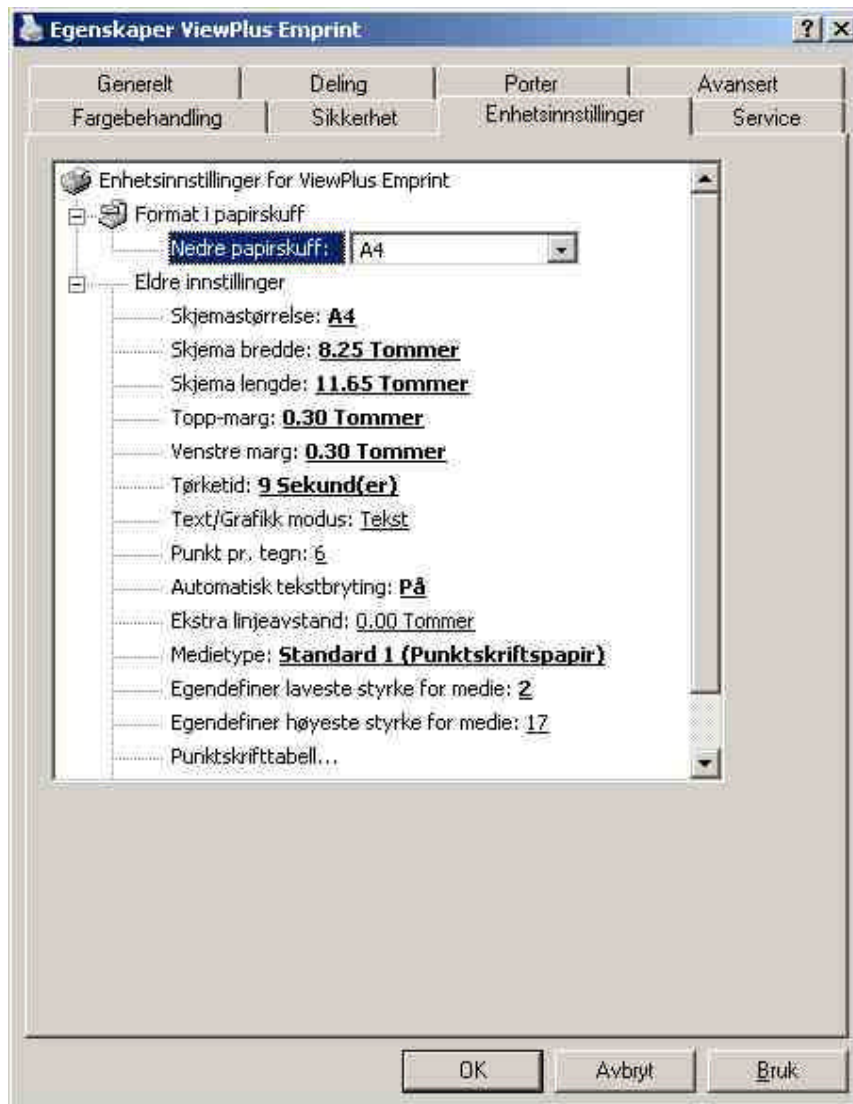 Egenskaper ViewPlus Emprint
Generelt Deling Porter Avansert
Fargebehandling Sikkerhet Enhetsinnstillinger Service
Enhetsinnstillinger for ViewPlus Emprint
Format i papirskuff
Nedre papirskuff: A4
Eldre innstillinger
Skjemastørrelse: A4
Skjema bredde: 8.25 Tommer
Skjema lengde: 11.65 Tommer
Topp-marg: 0.30 Tommer
Venstre marg: 0.30 Tommer
Tørketid: 9 Sekund(er)
Text/Grafikk modus: Tekst
Punkt pr. tegn: 6
Automatisk tekstbryting: På
Ekstra linjeavstand: 0.00 Tommer
Medietype: Standard 1 (Punktskriftspapir)
Egendefiner laveste styrke for medie: 2
Egendefiner høyeste styrke for medie: 17
Punktskrifttabell...
OK Avbryt Bruk